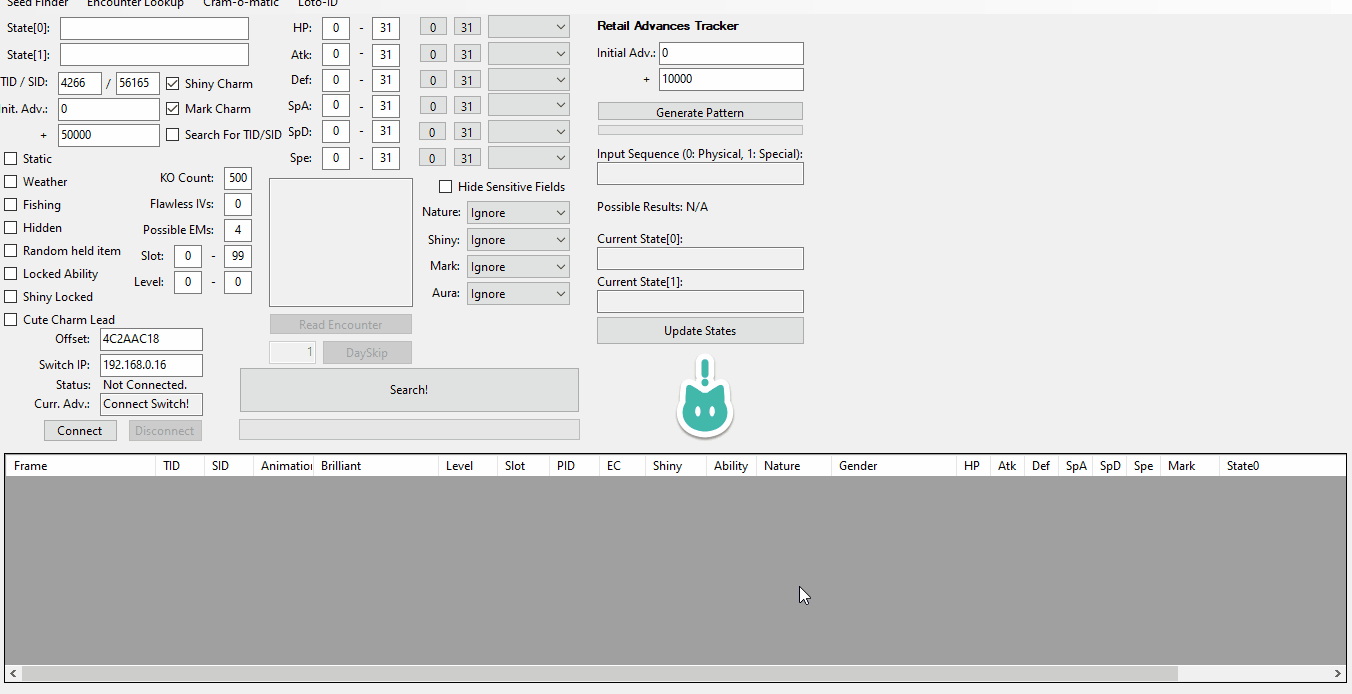 Seed Finder Encounter Lookup Cram-o-matic Loto-ID
State[0]:
State[1]:
TID / SID: 4266 / 56165 Shiny Charm
Init. Adv.: 0 Mark Charm
+ 50000 Search For TID/SID
Static
Weather
Fishing
Hidden
Random held item
Locked Ability
Shiny Locked
Cute Charm Lead
KO Count: 500
Flawless IVs: 0
Possible EMs: 4
Slot: 0 - 99
Level: 0 - 0
Offset: 4C2AAC18
Switch IP: 192.168.0.16
Status: Not Connected.
Curr. Adv.: Connect Switch!
Connect Disconnect
HP: 0 - 31 0 31
Atk: 0 - 31 0 31
Def: 0 - 31 0 31
SpA: 0 - 31 0 31
SpD: 0 - 31 0 31
Spe: 0 - 31 0 31
Hide Sensitive Fields
Nature: Ignore
Shiny: Ignore
Mark: Ignore
Aura: Ignore
Read Encounter
1 DaySkip
Search!
Retail Advances Tracker
Initial Adv.: 0
+ 10000
Generate Pattern
Input Sequence (0: Physical, 1: Special):
Possible Results: N/A
Current State[0]:
Current State[1]:
Update States
Frame TID SID Animation Brilliant Level Slot PID EC Shiny Ability Nature Gender HP Atk Def SpA SpD Spe Mark State0